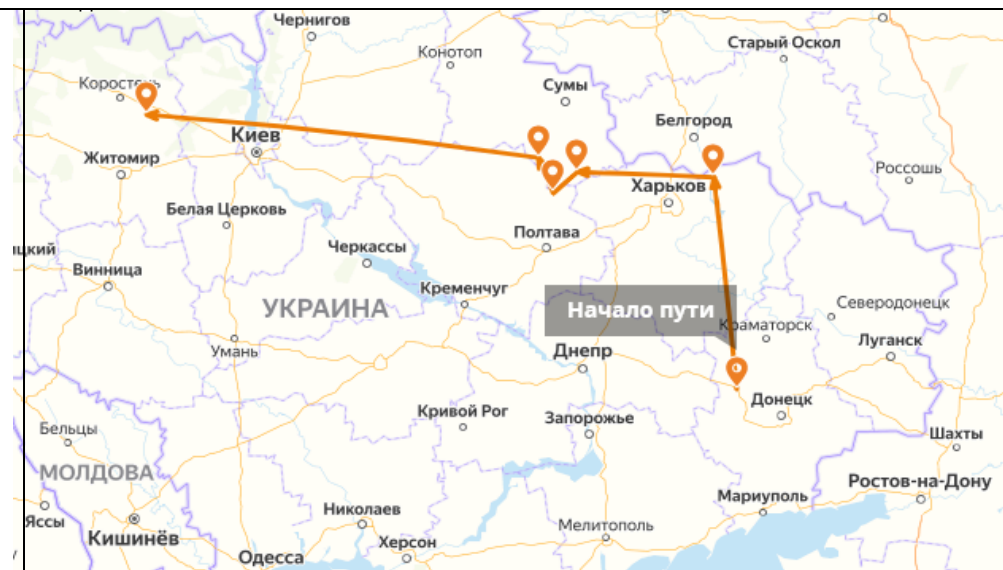 Чернигов
Конотоп
Старый Оскол
Сумы
Коростень
Белгород
Киев
Житомир
Россошь
Харьков
Белая Церковь
Полтава
Черкассы
Винница
Кременчуг
УКРАИНА
Начало пути
Северодонецк
Краматорск
Луганск
Умань
Днепр
Донецк
Кривой Рог
Запорожье
Бельцы
Шахты
МОЛДОВА
Ростов-на-Дону
Мариуполь
Яссы
Николаев
Мелитополь
Кишинёв
Херсон
Одесса